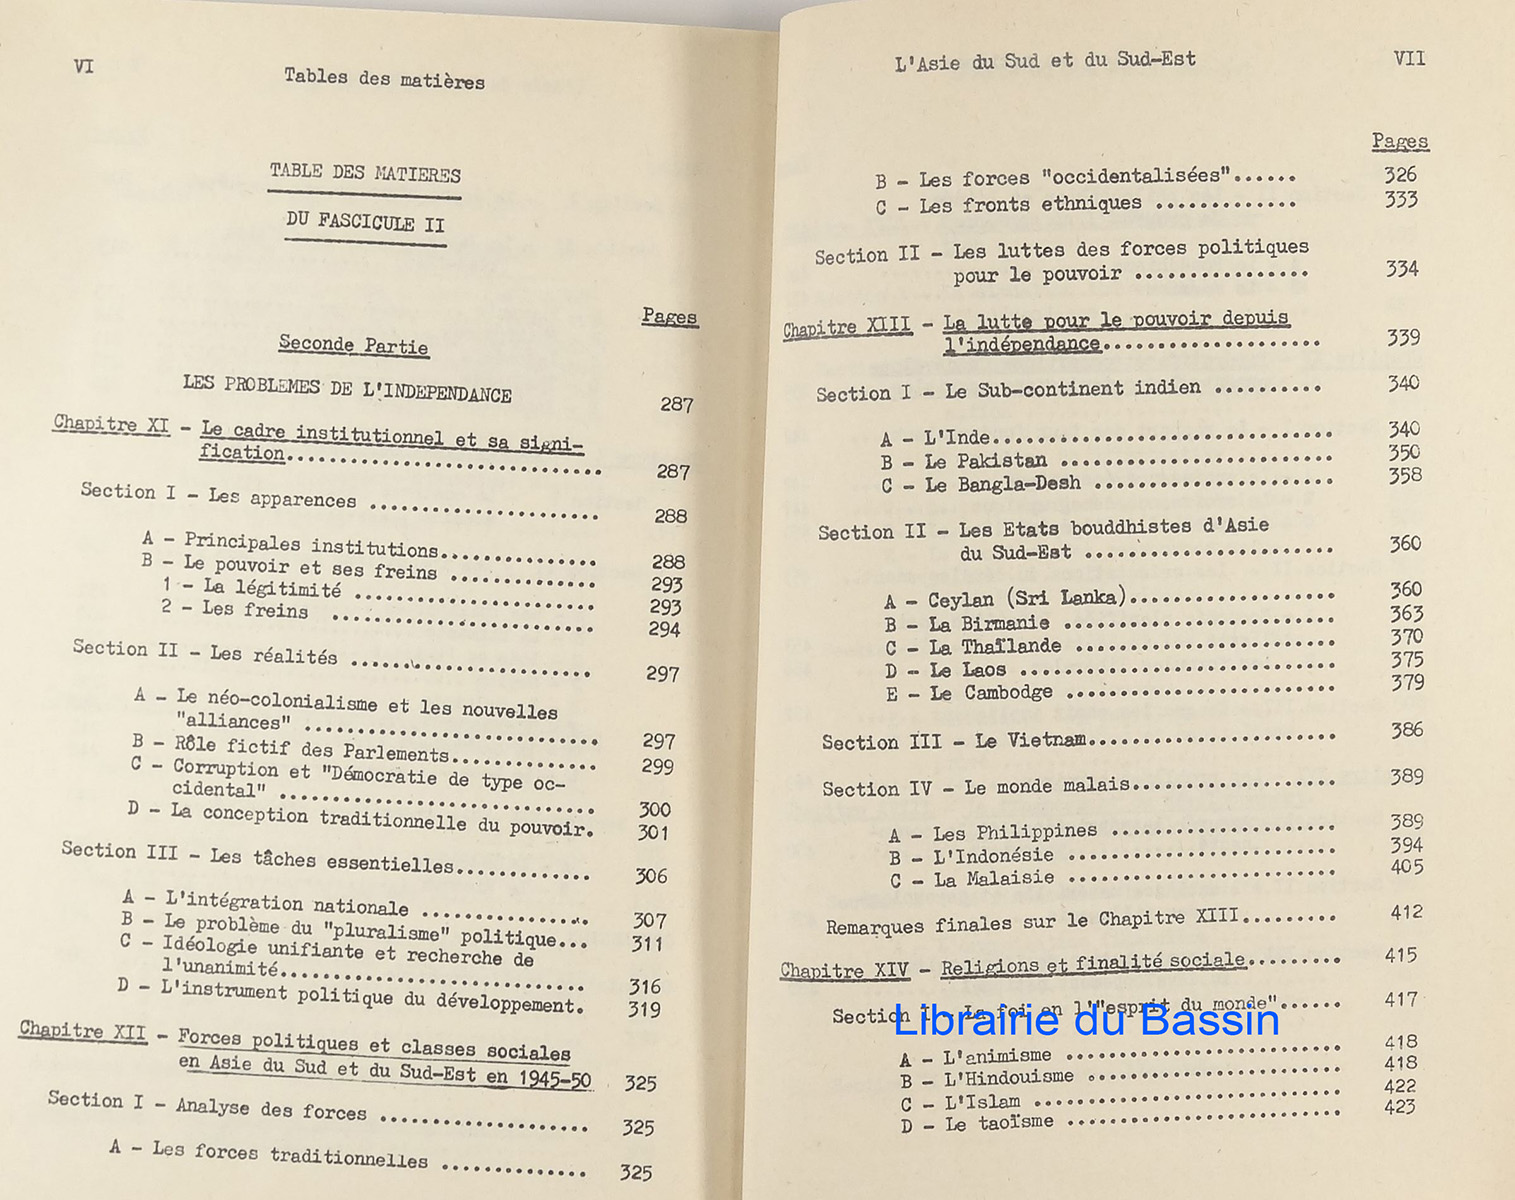 VI
Tables des matières
TABLE DES MATIERES
DU FASCICULE II
Pages
Seconde Partie
LES PROBLEMES DE L'INDEPENDANCE 287
Chapitre XI - Le cadre institutionnel et sa signi-
fication.............................. 287
Section I - Les apparences ...................... 288
A - Principales institutions............... 288
B - Le pouvoir et ses freins .............. 293
1 - La légitimité ....................... 293
2 - Les freins ......................... 294
Section II - Les réalités ....................... 297
A - Le néo-colonialisme et les nouvelles
"alliances" ............................ 297
B - Rôle fictif des Parlements.............. 299
C - Corruption et "Démocratie de type oc-
cidental" .............................. 300
D - La conception traditionnelle du pouvoir. 301
Section III - Les tâches essentielles............. 306
A - L'intégration nationale ................ 307
B - Le problème du "pluralisme" politique... 311
C - Idéologie unifiante et recherche de
l'unanimité............................. 316
D - L'instrument politique du développement. 319
Chapitre XII - Forces politiques et classes sociales
en Asie du Sud et du Sud-Est en 1945-50 325
Section I - Analyse des forces .................... 325
A - Les forces traditionnelles .............. 325
L'Asie du Sud et du Sud-Est
VII
Pages
B - Les forces "occidentalisées"...... 326
C - Les fronts ethniques ............. 333
Section II - Les luttes des forces politiques
pour le pouvoir ................ 334
Chapitre XIII - La lutte pour le pouvoir depuis
l'indépendance.................... 339
Section I - Le Sub-continent indien .......... 340
A - L'Inde............................... 340
B - Le Pakistan ......................... 350
C - Le Bangla-Desh ...................... 358
Section II - Les Etats bouddhistes d'Asie
du Sud-Est ....................... 360
A - Ceylan (Sri Lanka)................... 360
B - La Birmanie ......................... 363
C - La Thaïlande ........................ 370
D - Le Laos ............................. 375
E - Le Cambodge ......................... 379
Section III - Le Vietnam....................... 386
Section IV - Le monde malais................... 389
A - Les Philippines ..................... 389
B - L'Indonésie ......................... 394
C - La Malaisie ......................... 405
Remarques finales sur le Chapitre XIII......... 412
Chapitre XIV - Religions et finalité sociale......... 415
Section I - La foi en l'"esprit du monde"...... 417
A - L'animisme .......................... 418
B - L'Hindouisme ........................ 418
C - L'Islam ............................. 422
D - Le taoïsme .......................... 423
Librairie du Bassin